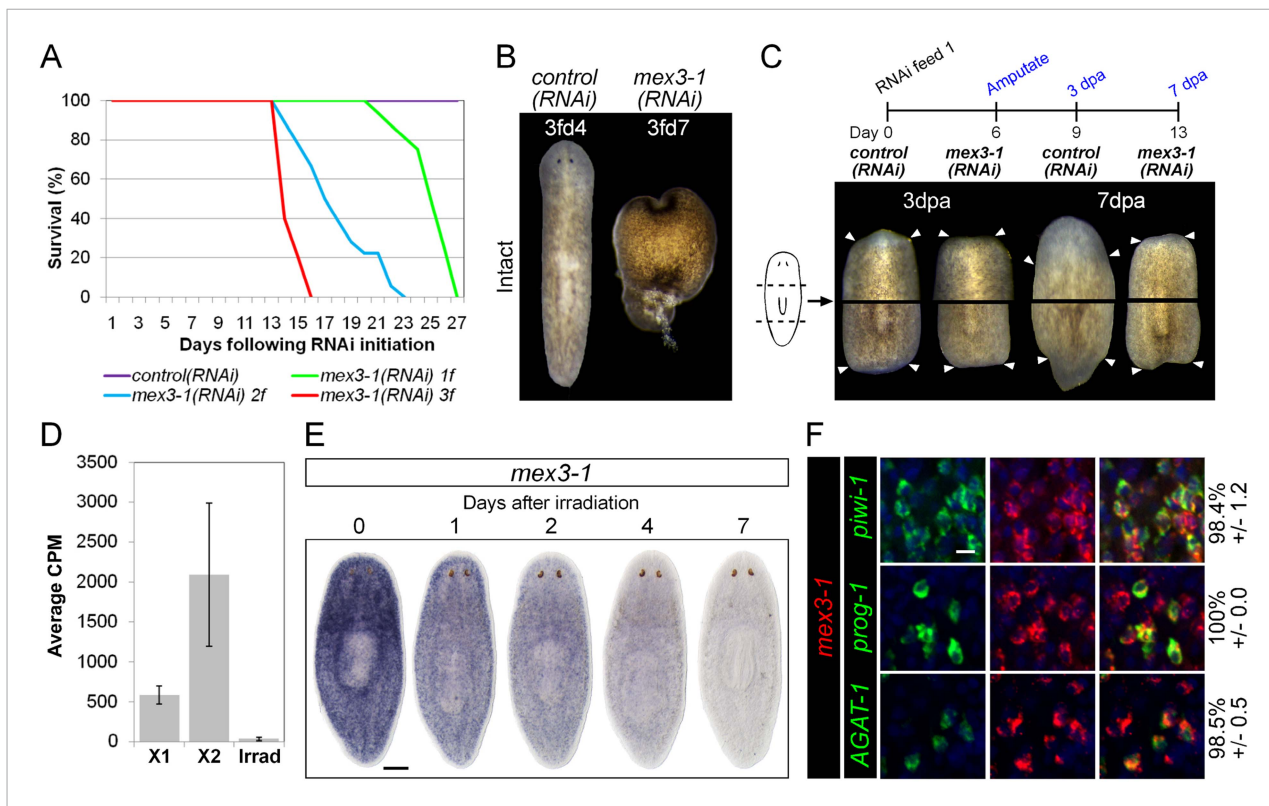 A
Survival (%)
100
80
60
40
20
0
1 3 5 7 9 11 13 15 17 19 21 23 25 27
Days following RNAi initiation
control(RNAi)
mex3-1(RNAi) 1f
mex3-1(RNAi) 2f
mex3-1(RNAi) 3f
B
control
(RNAi)
mex3-1
(RNAi)
3fd4
3fd7
Intact
C
RNAi feed 1
Amputate
3 dpa
7 dpa
Day 0 6 9 13
control
(RNAi)
mex3-1
(RNAi)
control
(RNAi)
mex3-1
(RNAi)
3dpa
7dpa
D
Average CPM
3500
3000
2500
2000
1500
1000
500
0
X1 X2 Irrad
E
mex3-1
Days after irradiation
0 1 2 4 7
F
mex3-1
piwi-1
98.4%
+/- 1.2
prog-1
100%
+/- 0.0
AGAT-1
98.5%
+/- 0.5